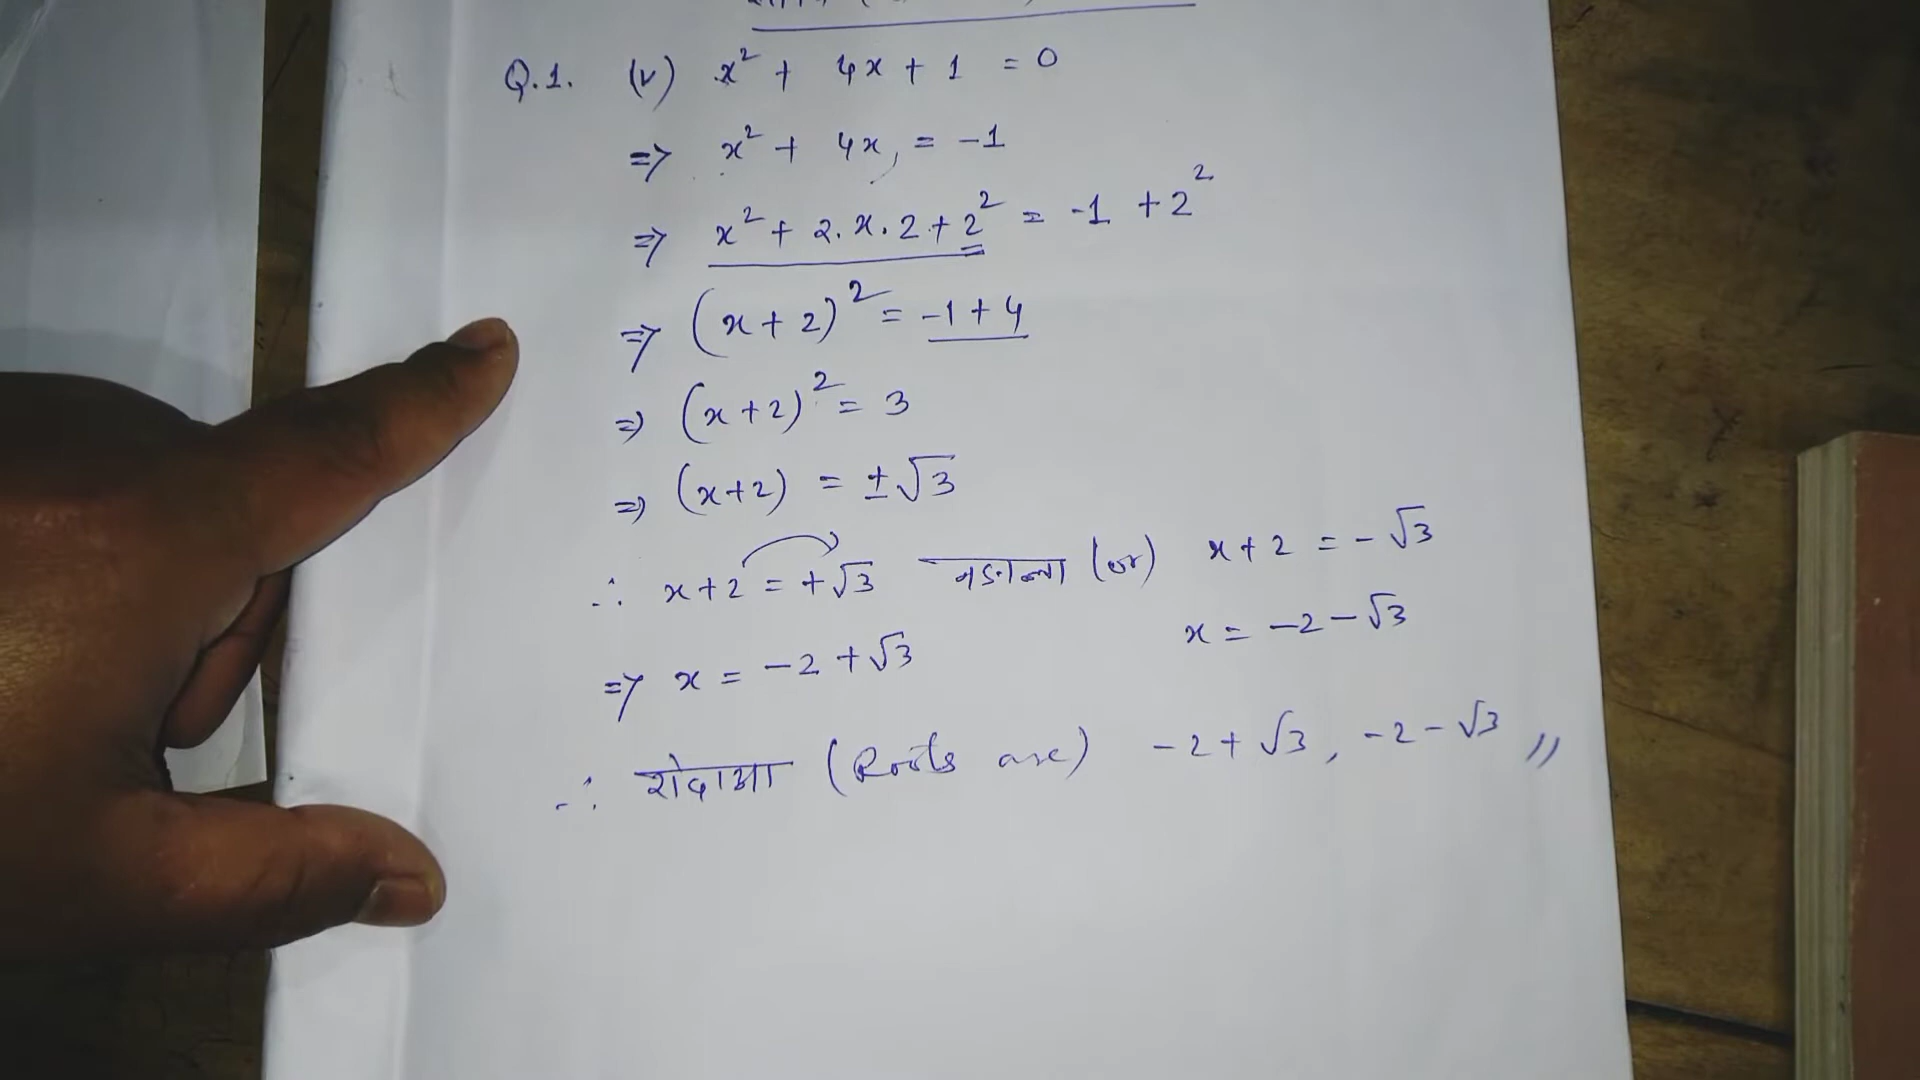 Q.1. (v) x² + 4x + 1 = 0
=> x² + 4x, = -1
=> x² + 2.x.2 + 2² = -1 + 2²
=> (x + 2)² = -1 + 4
=> (x+2)² = 3
=> (x+2) = ±√3
∴ x+2 = +√3 (or) x+2 = -√3
=> x = -2 + √3 x = -2 - √3
∴ (Roots are) -2 + √3, -2 - √3 ,,